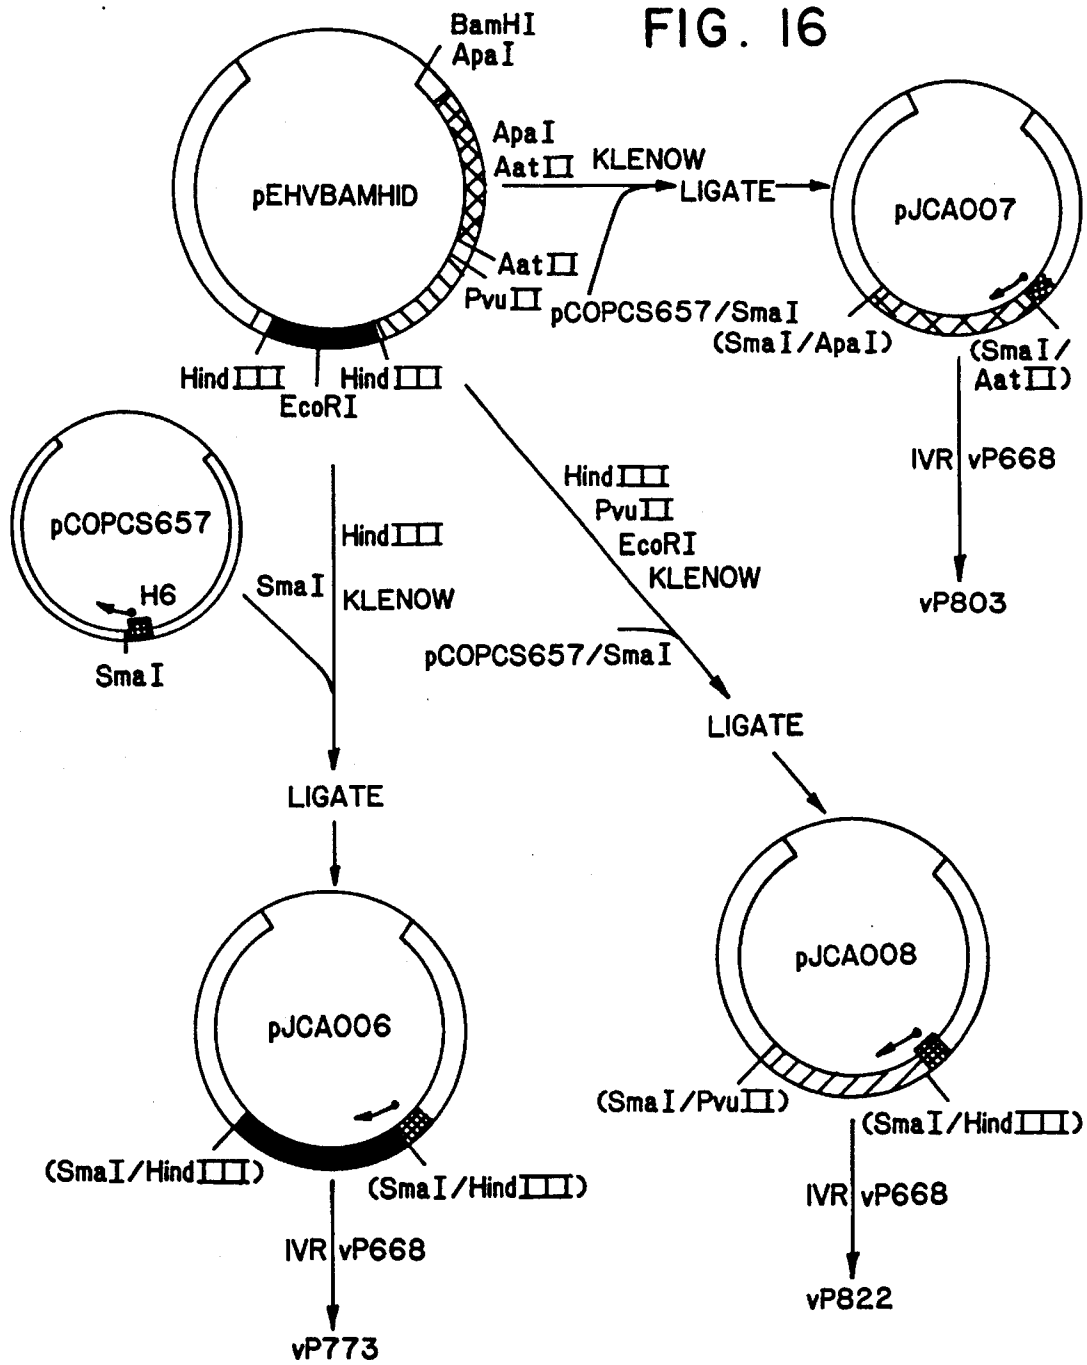 FIG. 16
BamHI
ApaI
pEHVBAMHID
ApaI
AatII
KLENOW
LIGATE
pJCA007
AatII
PvuII
pCOPCS657/SmaI
(SmaI/ApaI)
(SmaI/
AatII)
HindIII
HindIII
EcoRI
IVR vP668
vP803
pCOPCS657
H6
SmaI
SmaI
HindIII
KLENOW
HindIII
PvuII
EcoRI
KLENOW
pCOPCS657/SmaI
LIGATE
LIGATE
pJCA006
(SmaI/HindIII)
(SmaI/HindIII)
IVR vP668
vP773
pJCA008
(SmaI/PvuII)
(SmaI/HindIII)
IVR vP668
vP822